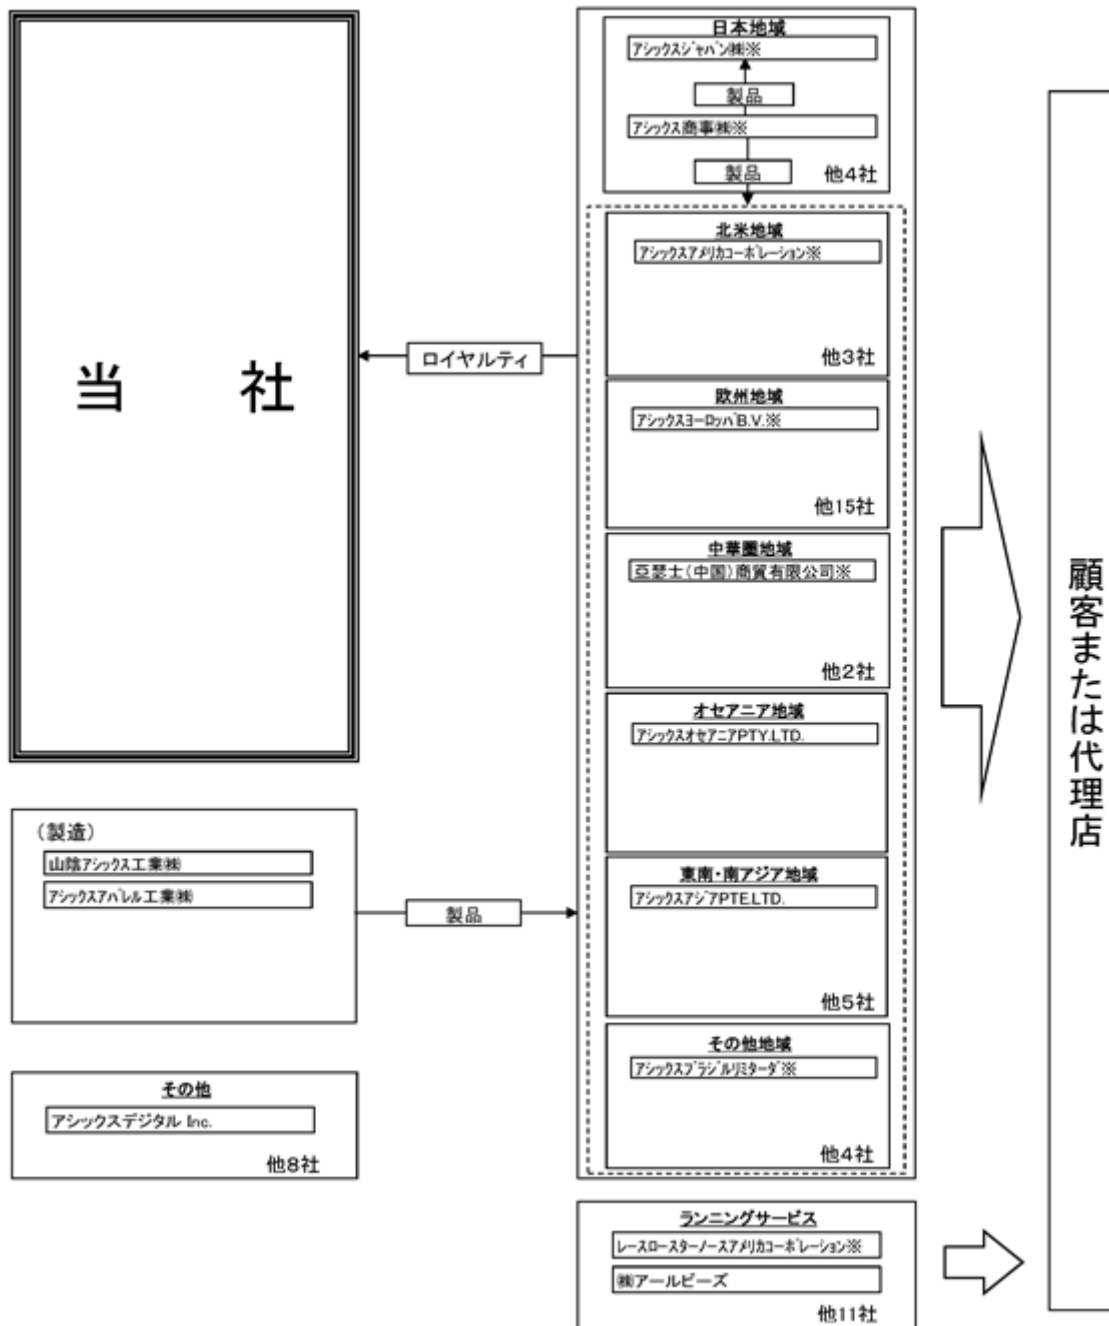 当 社
(製造)
山陰アシックス工業㈱
アシックスアパレル工業㈱
その他
アシックスデジタル Inc.
他8社
ロイヤルティ
製品
日本地域
アシックスジャパン㈱※
製品
アシックス商事㈱※
製品
他4社
北米地域
アシックスアメリカコーポレーション※
他3社
欧州地域
アシックスヨーロッパB.V.※
他15社
中華圏地域
亞瑟士(中国)商貿有限公司※
他2社
オセアニア地域
アシックスオセアニアPTY.LTD.
東南・南アジア地域
アシックスアジアPTE.LTD.
他5社
その他地域
アシックスブラジルリミターダ※
他4社
ランニングサービス
レースロースターノースアメリカコーポレーション※
㈱アールビーズ
他11社
顧客または代理店